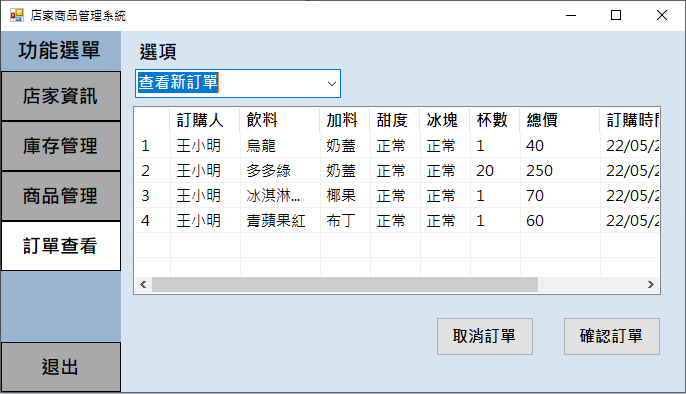 店家商品管理系統
功能選單
店家資訊
庫存管理
商品管理
訂單查看
退出
選項
查看新訂單
訂購人 飲料 加料 甜度 冰塊 杯數 總價 訂購時間
1 王小明 烏龍 奶蓋 正常 正常 1 40 22/05/2
2 王小明 多多綠 奶蓋 正常 正常 20 250 22/05/2
3 王小明 冰淇淋... 椰果 正常 正常 1 70 22/05/2
4 王小明 青蘋果紅 布丁 正常 正常 1 60 22/05/2
取消訂單 確認訂單